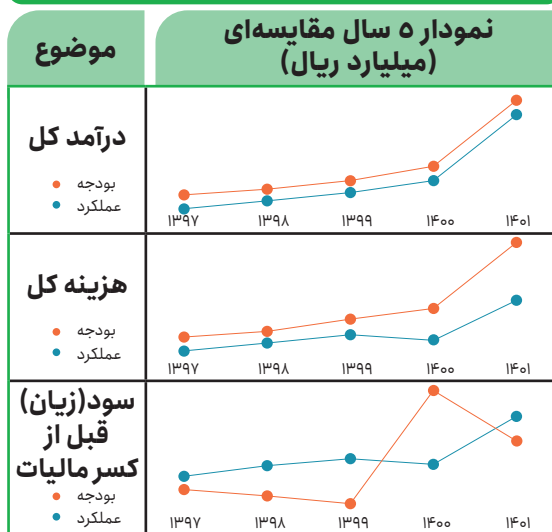 موضوع
نمودار ۵ سال مقایسه‌ای
(میلیارد ریال)
درآمد کل
بودجه
عملکرد
۱۳۹۷ ۱۳۹۸ ۱۳۹۹ ۱۴۰۰ ۱۴۰۱
هزینه کل
بودجه
عملکرد
۱۳۹۷ ۱۳۹۸ ۱۳۹۹ ۱۴۰۰ ۱۴۰۱
سود(زیان)
قبل از
کسر مالیات
بودجه
عملکرد
۱۳۹۷ ۱۳۹۸ ۱۳۹۹ ۱۴۰۰ ۱۴۰۱